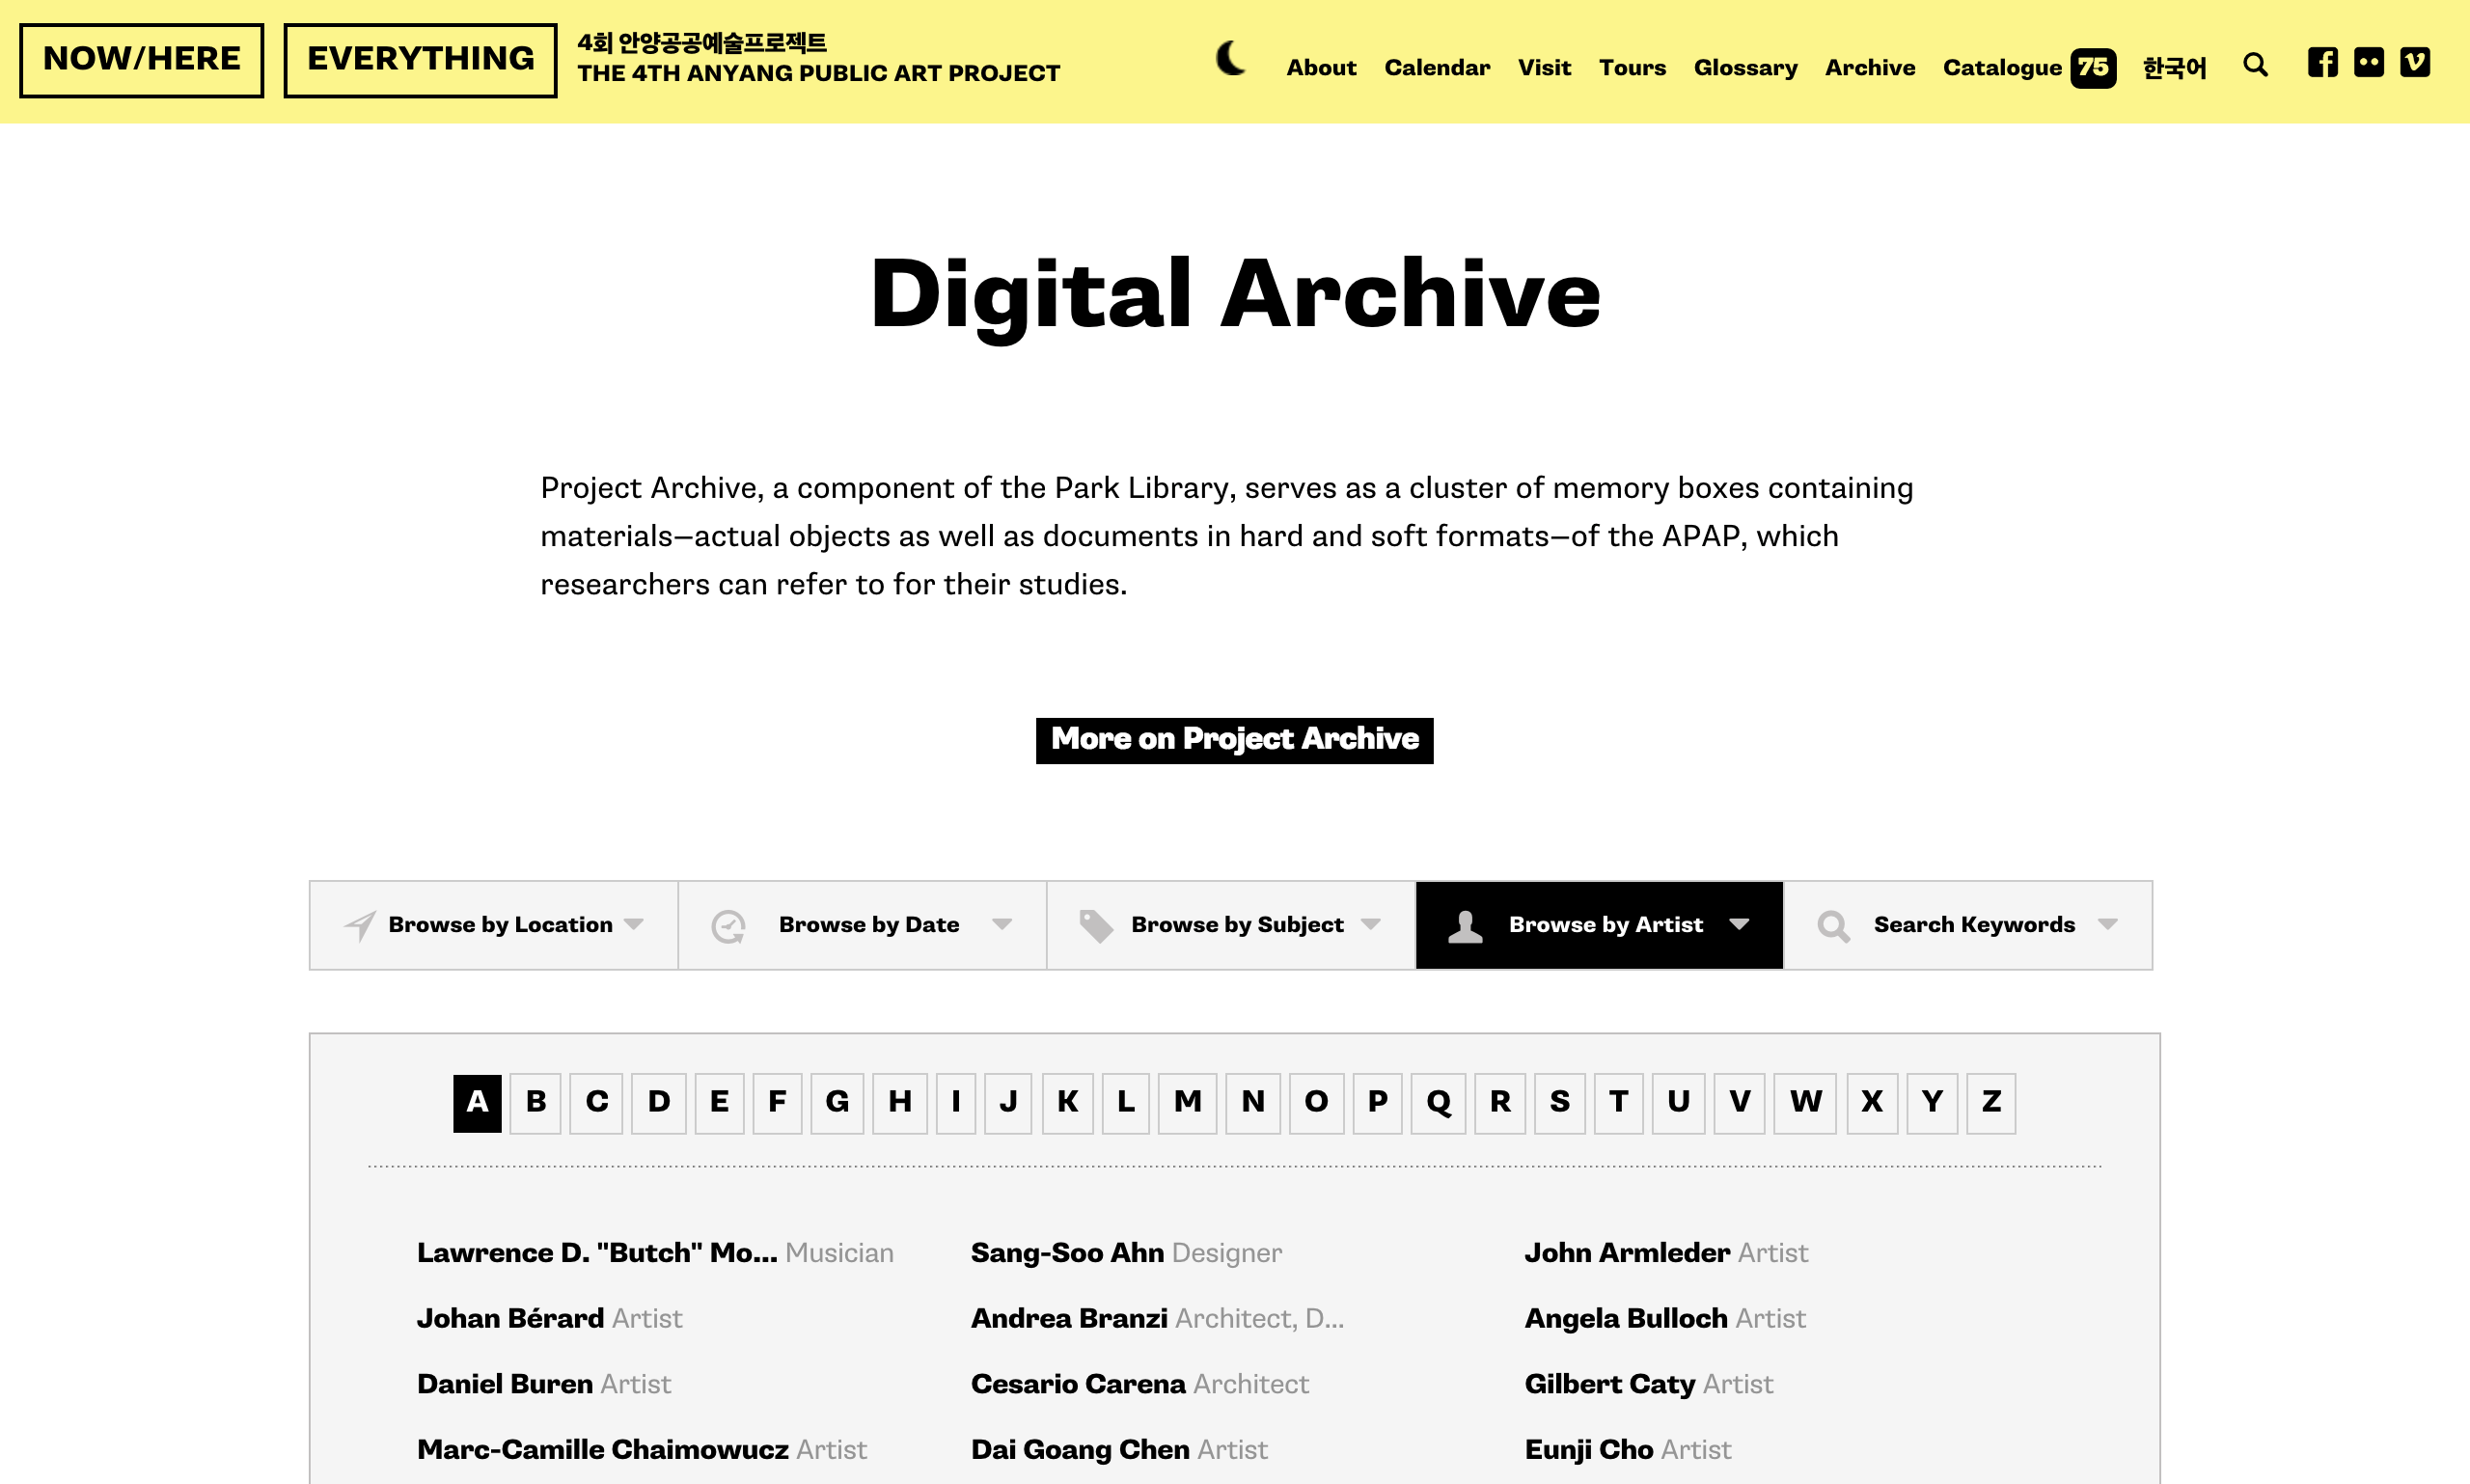 NOW/HERE
EVERYTHING
4회 안양공공예술프로젝트
THE 4TH ANYANG PUBLIC ART PROJECT
About Calendar Visit Tours Glossary Archive Catalogue 75 한국어
Digital Archive
Project Archive, a component of the Park Library, serves as a cluster of memory boxes containing
materials—actual objects as well as documents in hard and soft formats—of the APAP, which
researchers can refer to for their studies.
More on Project Archive
Browse by Location Browse by Date Browse by Subject Browse by Artist Search Keywords
A B C D E F G H I J K L M N O P Q R S T U V W X Y Z
Lawrence D. "Butch" Mo... Musician Sang-Soo Ahn Designer John Armleder Artist
Johan Bérard Artist Andrea Branzi Architect, D... Angela Bulloch Artist
Daniel Buren Artist Cesario Carena Architect Gilbert Caty Artist
Marc-Camille Chaimowucz Artist Dai Goang Chen Artist Eunji Cho Artist